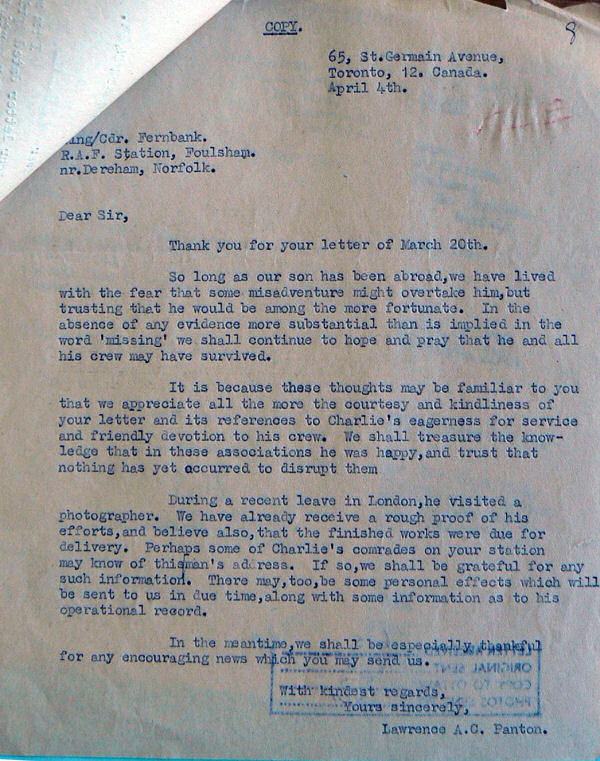 COPY.
8
65, St.Germain Avenue,
Toronto, 12. Canada.
April 4th.
ing/Cdr. Fernbank.
R.A.F. Station, Foulsham.
nr.Dereham, Norfolk.
Dear Sir,
Thank you for your letter of March 20th.
So long as our son has been abroad,we have lived
with the fear that some misadventure might overtake him,but
trusting that he would be among the more fortunate. In the
absence of any evidence more substantial than is implied in the
word 'missing' we shall continue to hope and pray that he and all
his crew may have survived.
It is because these thoughts may be familiar to you
that we appreciate all the more the courtesy and kindliness of
your letter and its references to Charlie's eagerness for service
and friendly devotion to his crew. We shall treasure the know-
ledge that in these associations he was happy,and trust that
nothing has yet occurred to disrupt them
During a recent leave in London,he visited a
photographer. We have already receive a rough proof of his
efforts,and believe also,that the finished works were due for
delivery. Perhaps some of Charlie's comrades on your station
may know of thisman's address. If so,we shall be grateful for any
such information. There may,too,be some personal effects which will
be sent to us in due time,along with some information as to his
operational record.
In the meantime,we shall be especially thankful
for any encouraging news which you may send us.
With kindest regards,
Yours sincerely,
Lawrence A.C. Panton.
ORIGINAL SENT
COPY TO
PHOTOS